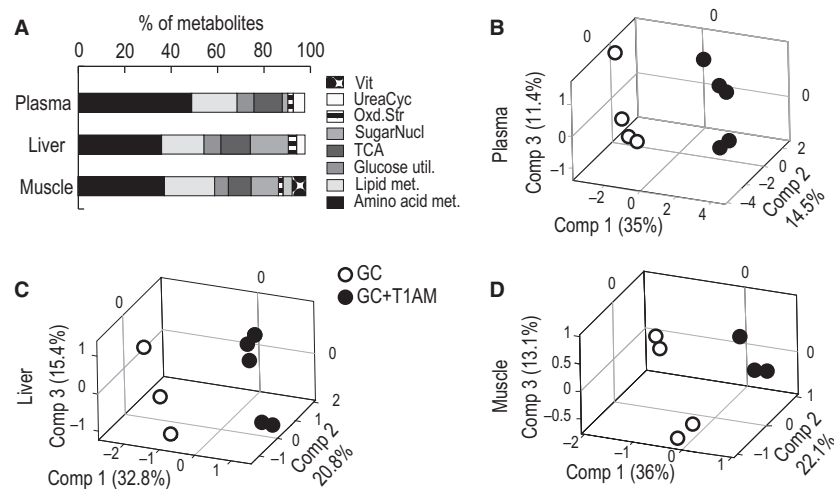 A
% of metabolites
0 20 40 60 80 100
Plasma
Liver
Muscle
Vit
UreaCyc
Oxd.Str
SugarNucl
TCA
Glucose util.
Lipid met.
Amino acid met.
B
0
0
0
Plasma
Comp 3 (11.4%)
1
0
−1
−2 0 2 4
Comp 1 (35%)
−4 −2 0 2
Comp 2
14.5%
GC
GC+T1AM
C
0
0
0
Liver
Comp 3 (15.4%)
1
0
−1
−2 −1 0 1
Comp 1 (32.8%)
−1 0 1 2
Comp 2
20.8%
D
0
0
0
Muscle
Comp 3 (13.1%)
1
0.5
0
−0.5
−2 −1 0 1
Comp 1 (36%)
−1 0 1
Comp 2
22.1%